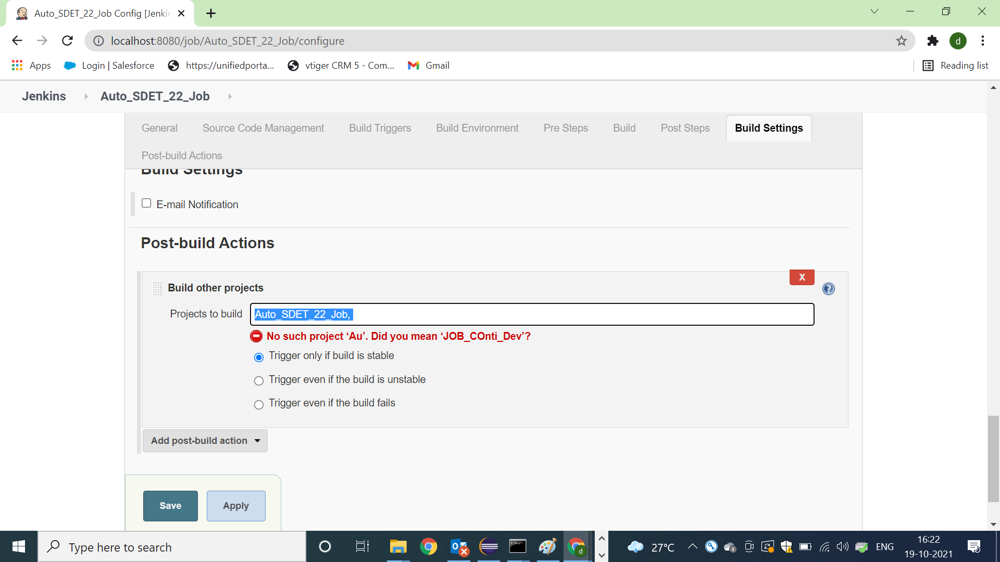 Auto_SDET_22_Job Config [Jenkin
localhost:8080/job/Auto_SDET_22_Job/configure
Apps Login | Salesforce https://unifiedporta... vtiger CRM 5 - Com... Gmail Reading list
Jenkins Auto_SDET_22_Job
General Source Code Management Build Triggers Build Environment Pre Steps Build Post Steps Build Settings
Post-build Actions
Build Settings
E-mail Notification
Post-build Actions
X
Build other projects
Projects to build Auto_SDET_22_Job,
No such project ‘Au’. Did you mean ‘JOB_COnti_Dev’?
Trigger only if build is stable
Trigger even if the build is unstable
Trigger even if the build fails
Add post-build action
Save Apply
Type here to search 27°C ENG 16:22
19-10-2021